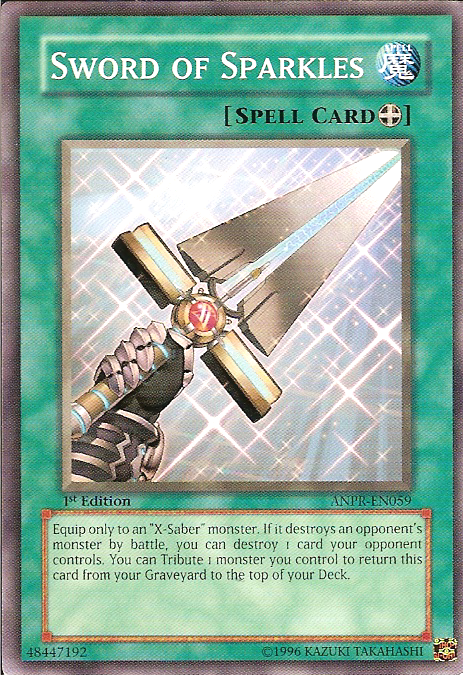 SWORD OF SPARKLES
SPELL
魔
[SPELL CARD]
1st Edition
ANPR-EN059
Equip only to an "X-Saber" monster. If it destroys an opponent's
monster by battle, you can destroy 1 card your opponent
controls. You can Tribute 1 monster you control to return this
card from your Graveyard to the top of your Deck.
48447192
©1996 KAZUKI TAKAHASHI